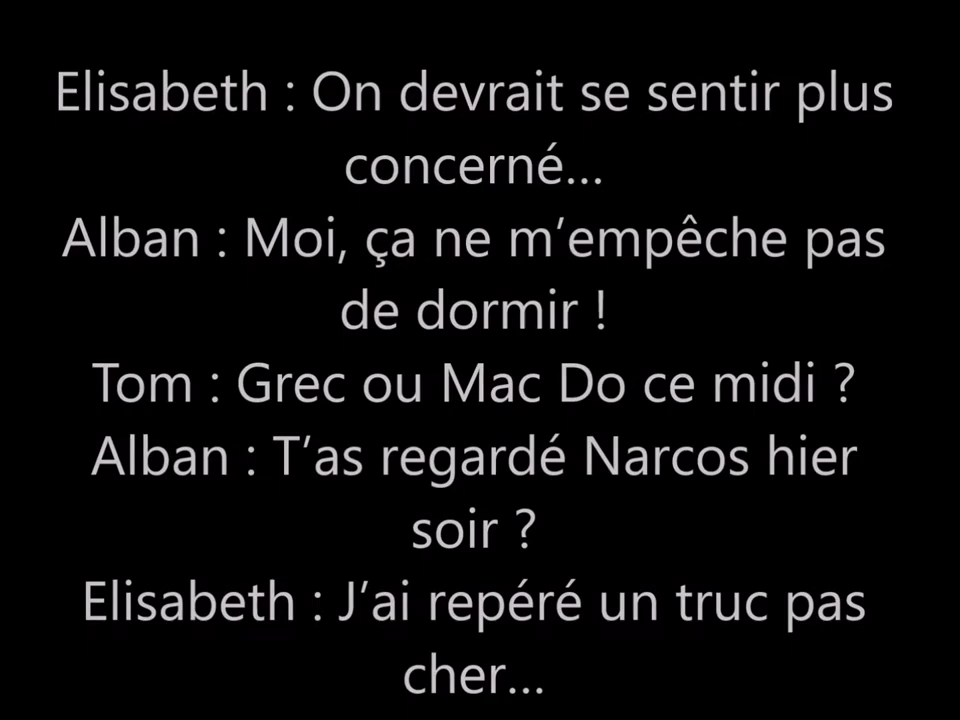 Elisabeth : On devrait se sentir plus
concerné...
Alban : Moi, ça ne m’empêche pas
de dormir !
Tom : Grec ou Mac Do ce midi ?
Alban : T’as regardé Narcos hier
soir ?
Elisabeth : J’ai repéré un truc pas
cher...